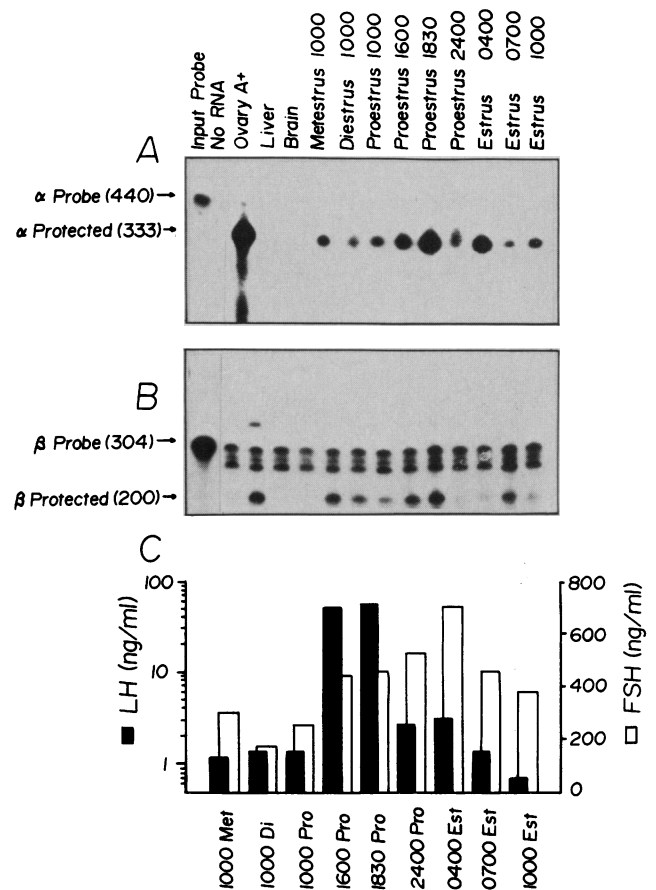 Input Probe
No RNA
Ovary A+
Liver
Brain
Metestrus 1000
Diestrus 1000
Proestrus 1000
Proestrus 1600
Proestrus 1830
Proestrus 2400
Estrus 0400
Estrus 0700
Estrus 1000
A
α Probe (440)→
α Protected (333)→
B
β Probe (304)→
β Protected (200)→
C
LH (ng/ml)
100
10
1
800
600
400
200
0
FSH (ng/ml)
1000 Met
1000 Di
1000 Pro
1600 Pro
1830 Pro
2400 Pro
0400 Est
0700 Est
1000 Est